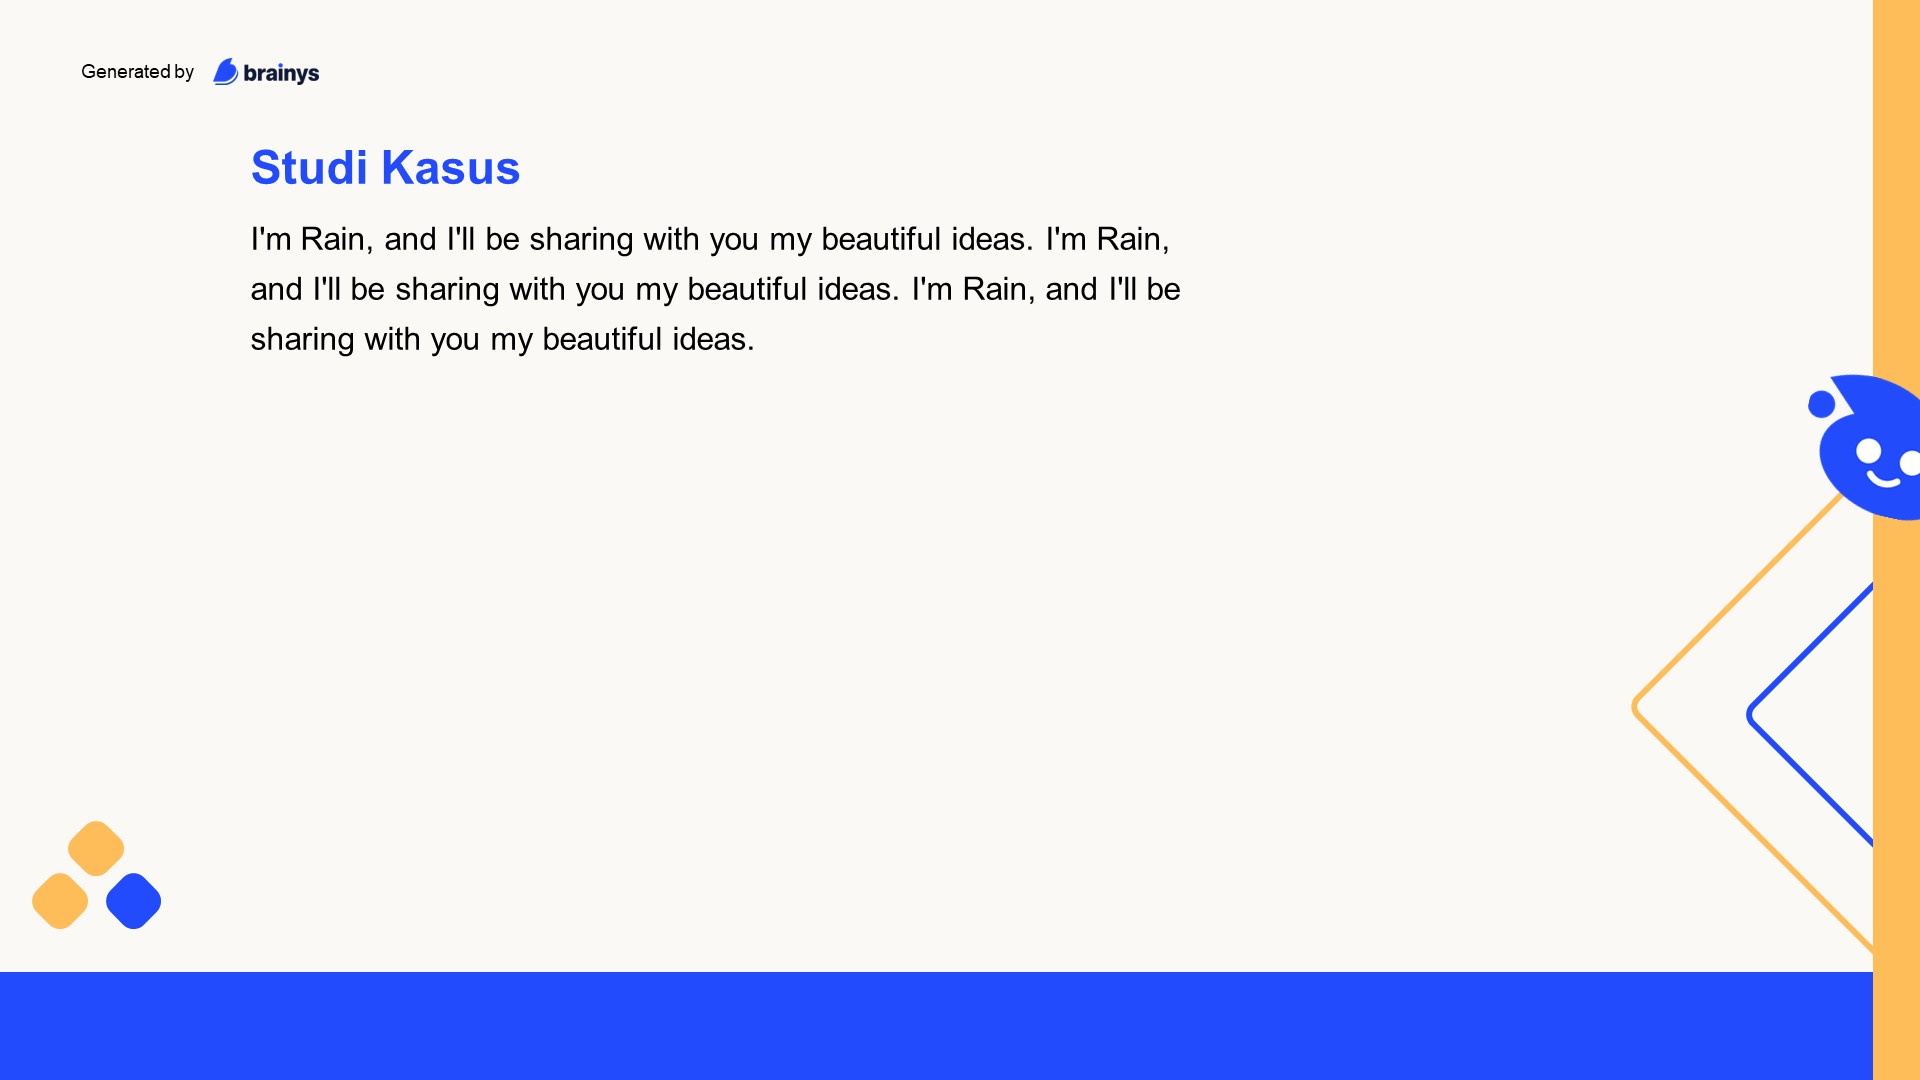 Generated by brainys
Studi Kasus
I'm Rain, and I'll be sharing with you my beautiful ideas. I'm Rain,
and I'll be sharing with you my beautiful ideas. I'm Rain, and I'll be
sharing with you my beautiful ideas.